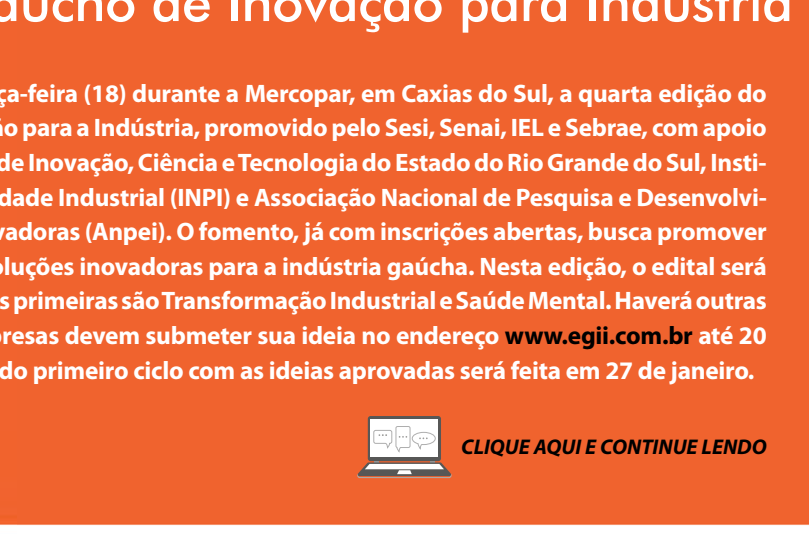 aúcho de Inovação para Indústria
ça-feira (18) durante a Mercopar, em Caxias do Sul, a quarta edição do
ão para a Indústria, promovido pelo Sesi, Senai, IEL e Sebrae, com apoio
de Inovação, Ciência e Tecnologia do Estado do Rio Grande do Sul, Insti-
dade Industrial (INPI) e Associação Nacional de Pesquisa e Desenvolvi-
vadoras (Anpei). O fomento, já com inscrições abertas, busca promover
oluções inovadoras para a indústria gaúcha. Nesta edição, o edital será
s primeiras são Transformação Industrial e Saúde Mental. Haverá outras
presas devem submeter sua ideia no endereço www.egii.com.br até 20
do primeiro ciclo com as ideias aprovadas será feita em 27 de janeiro.
CLIQUE AQUI E CONTINUE LENDO